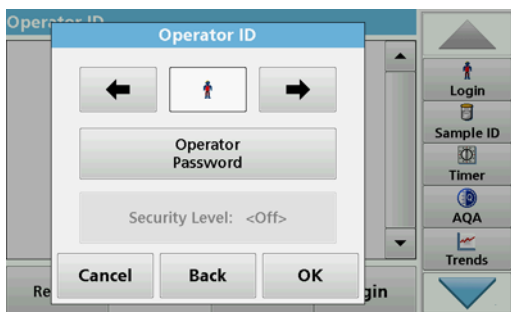 Operator ID
Operator ID
Login
Sample ID
Operator
Password
Timer
Security Level: <Off>
AQA
Trends
Cancel
Back
OK